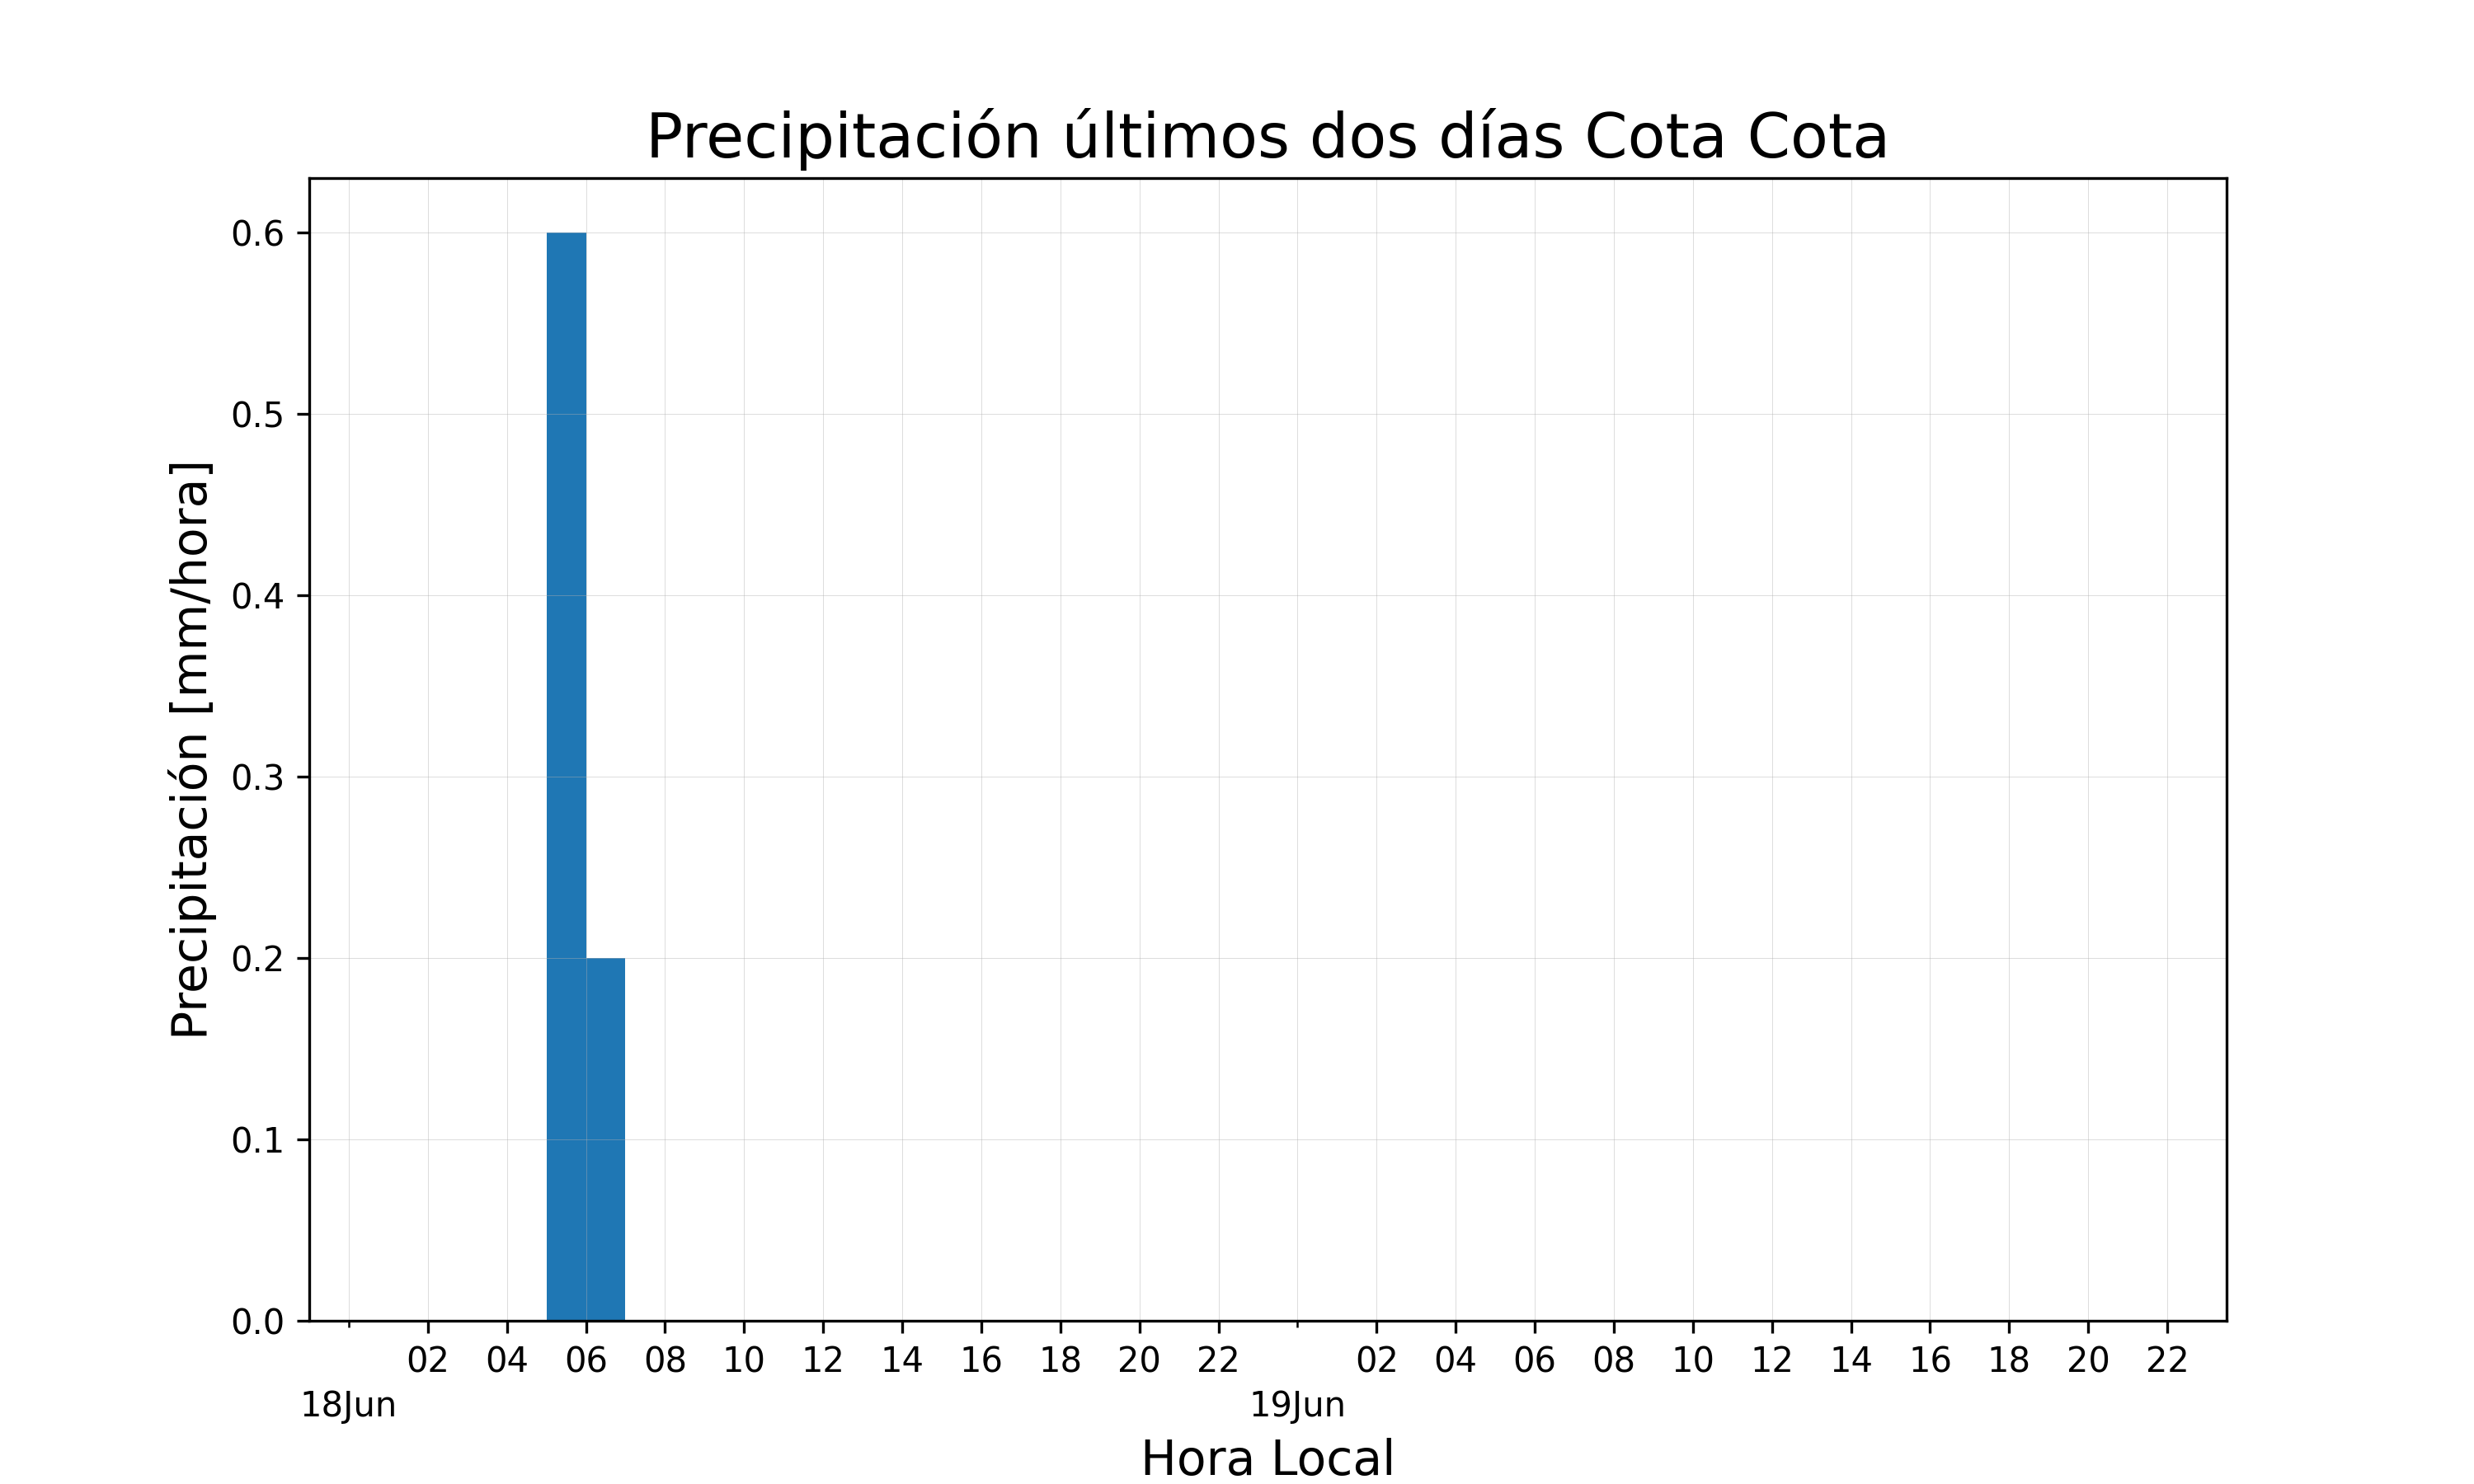 Precipitación últimos dos días Cota Cota
Precipitación [mm/hora]
0.6
0.5
0.4
0.3
0.2
0.1
0.0
02 04 06 08 10 12 14 16 18 20 22 02 04 06 08 10 12 14 16 18 20 22
18Jun 19Jun
Hora Local